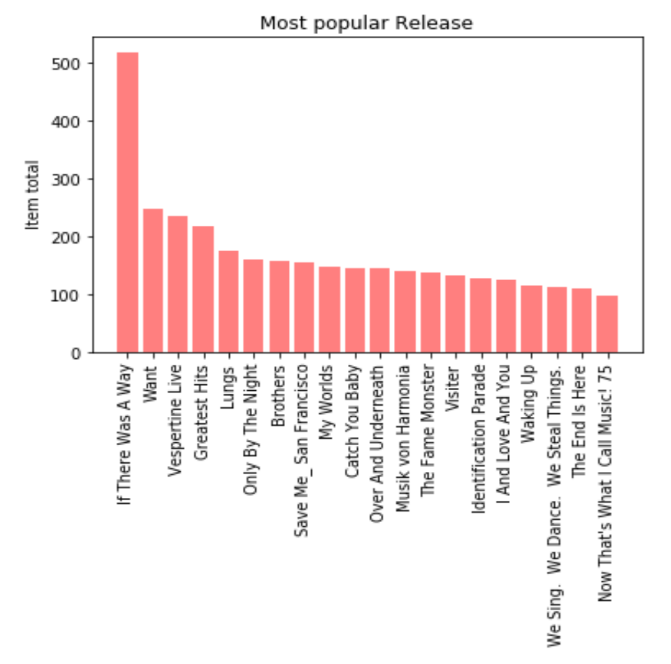 Most popular Release
Item total
500
400
300
200
100
0
If There Was A Way
Want
Vespertine Live
Greatest Hits
Lungs
Only By The Night
Brothers
Save Me_ San Francisco
My Worlds
Catch You Baby
Over And Underneath
Musik von Harmonia
The Fame Monster
Visiter
Identification Parade
I And Love And You
Waking Up
We Sing.  We Dance.  We Steal Things.
The End Is Here
Now That's What I Call Music! 75